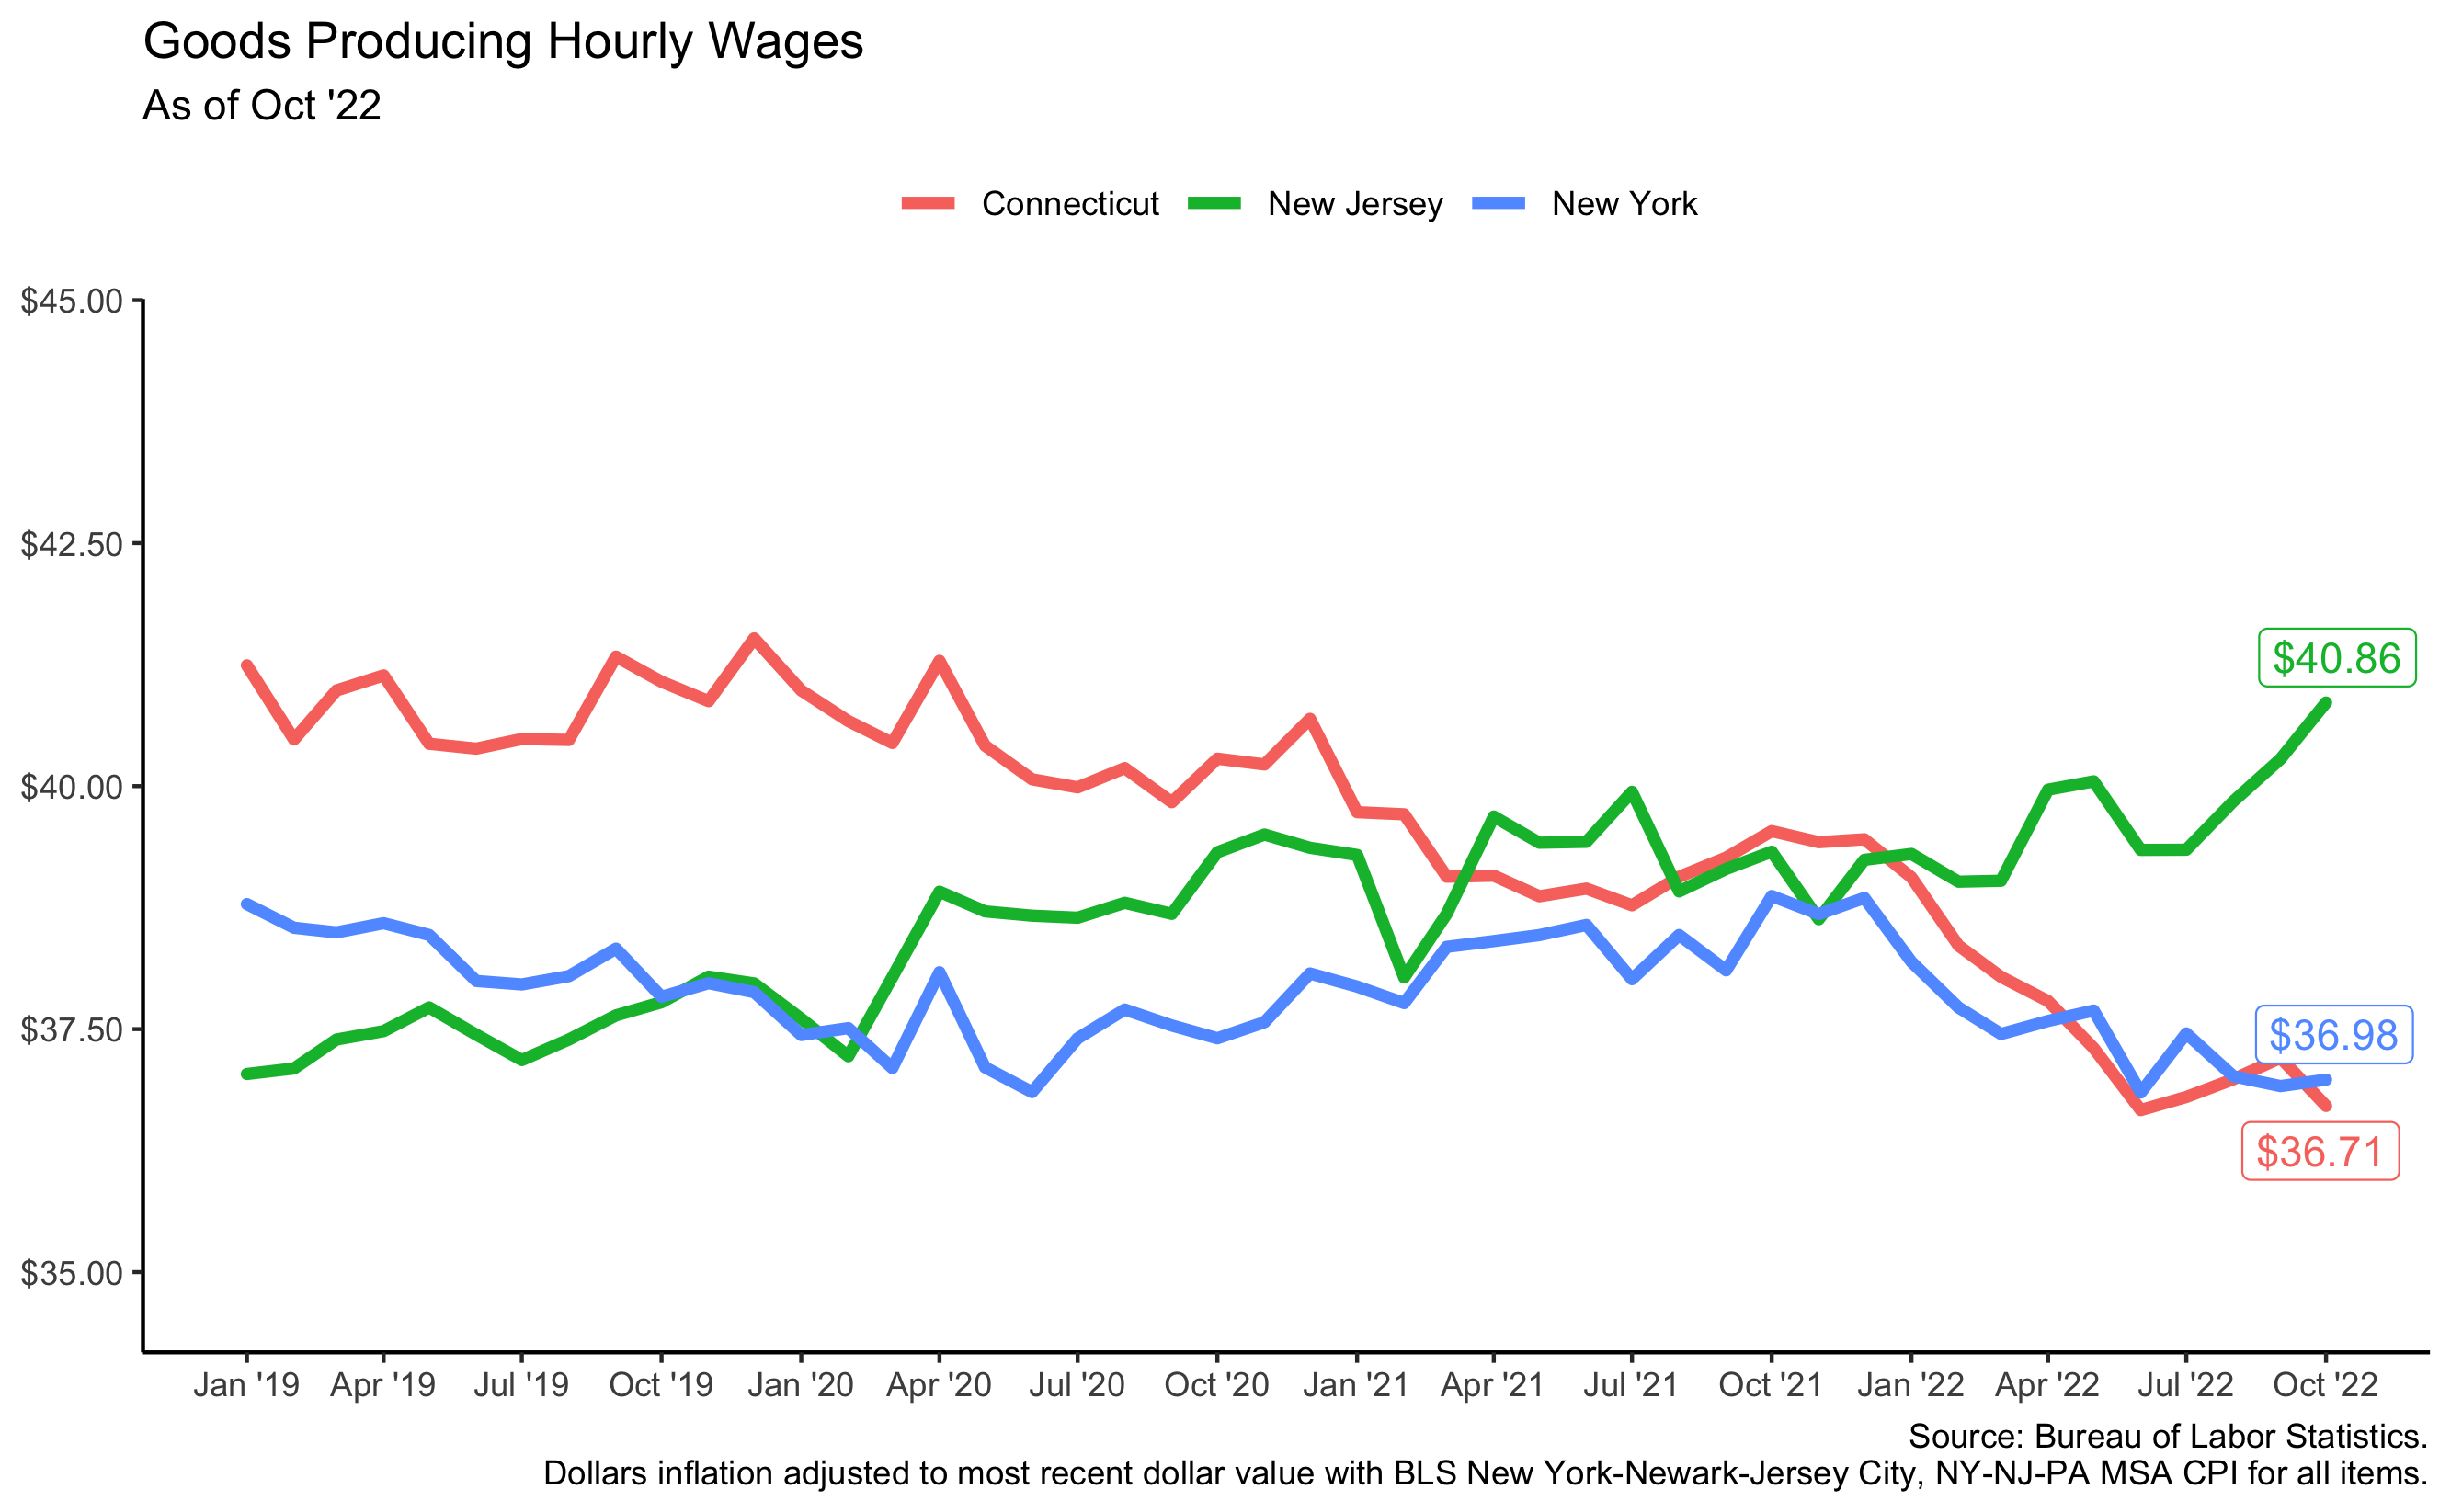 Goods Producing Hourly Wages
As of Oct '22
Connecticut New Jersey New York
$45.00
$42.50
$40.00
$37.50
$35.00
$40.86
$36.98
$36.71
Jan '19 Apr '19 Jul '19 Oct '19 Jan '20 Apr '20 Jul '20 Oct '20 Jan '21 Apr '21 Jul '21 Oct '21 Jan '22 Apr '22 Jul '22 Oct '22
Source: Bureau of Labor Statistics.
Dollars inflation adjusted to most recent dollar value with BLS New York-Newark-Jersey City, NY-NJ-PA MSA CPI for all items.